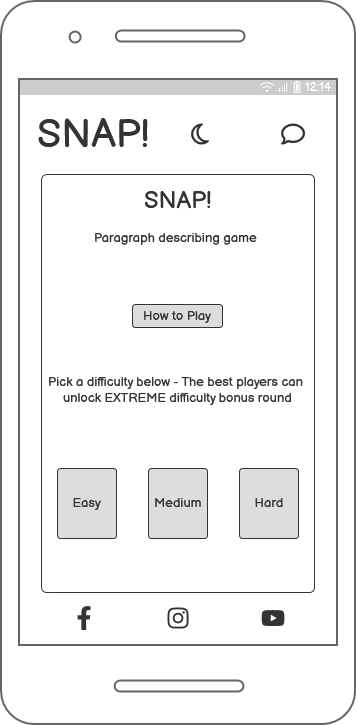 12:14
SNAP!
SNAP!
Paragraph describing game
How to Play
Pick a difficulty below - The best players can
unlock EXTREME difficulty bonus round
Easy Medium Hard